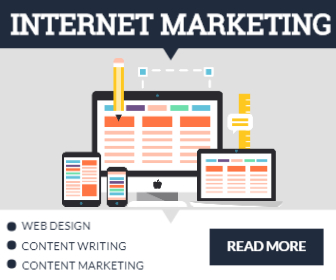 INTERNET MARKETING
WEB DESIGN
CONTENT WRITING
CONTENT MARKETING
READ MORE